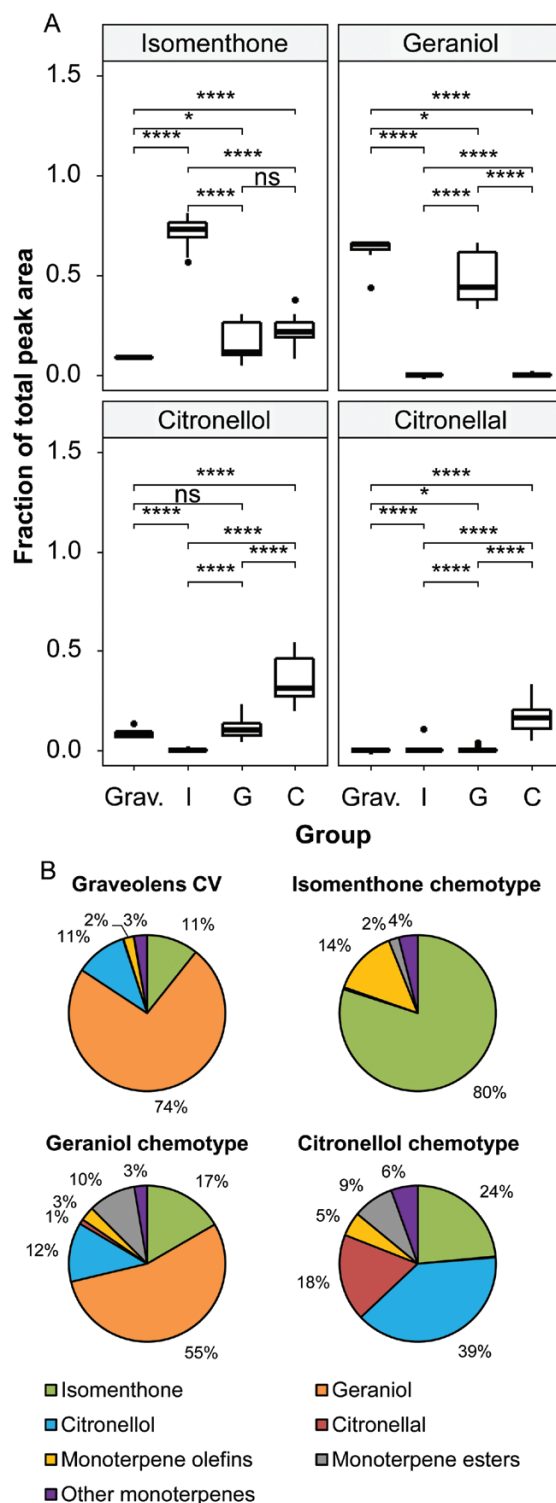 A
Isomenthone Geraniol
1.5
****
****
*
*
****
****
****
****
ns
****
1.0
****
****
0.5
0.0
Citronellol Citronellal
1.5
****
****
ns
*
****
****
****
****
****
****
1.0
****
****
0.5
0.0
Fraction of total peak area
Grav. I G C Grav. I G C
Group
B
Graveolens CV Isomenthone chemotype
2% 3% 11%
11%
74%
2% 4%
14%
80%
Geraniol chemotype Citronellol chemotype
3% 17%
10%
3%
1%
12%
55%
6% 24%
9%
5%
18%
39%
Isomenthone Geraniol
Citronellol Citronellal
Monoterpene olefins Monoterpene esters
Other monoterpenes